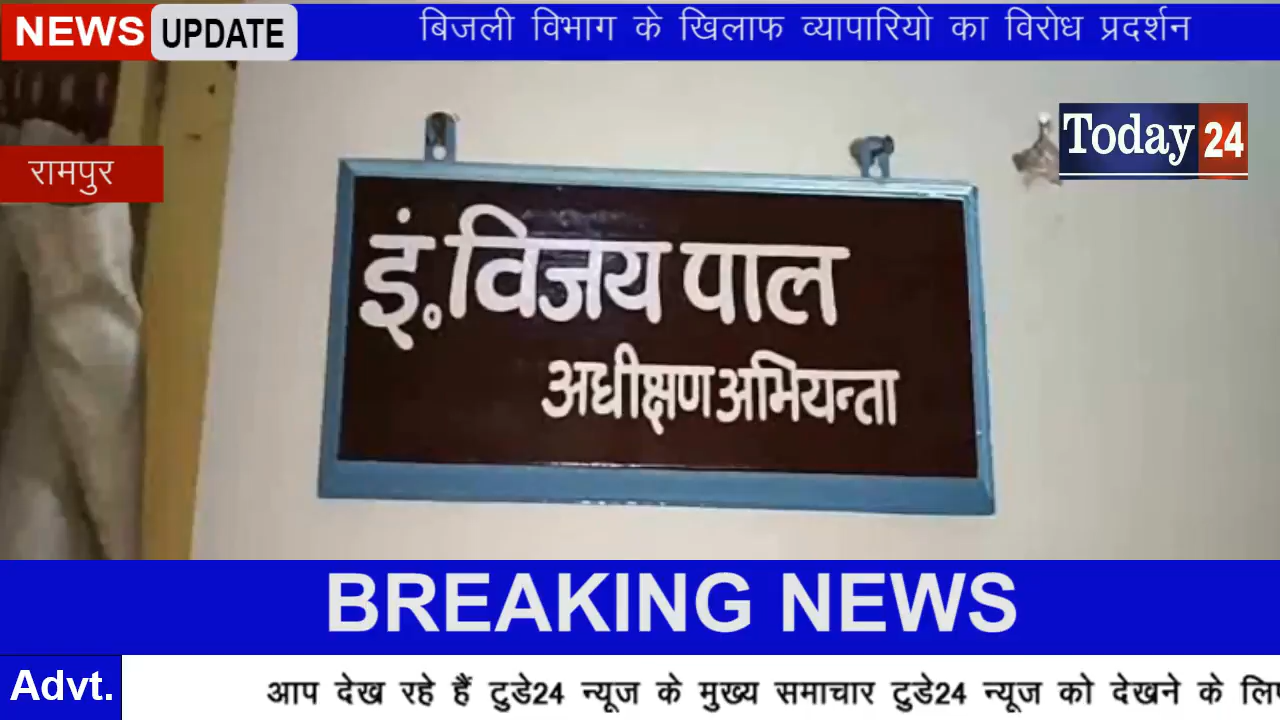 NEWS UPDATE
बिजली विभाग के खिलाफ व्यापारियो का विरोध प्रदर्शन
Today 24
रामपुर
इं.विजय पाल
अधीक्षण अभियन्ता
BREAKING NEWS
Advt.
आप देख रहे हैं टुडे24 न्यूज के मुख्य समाचार टुडे24 न्यूज को देखने के